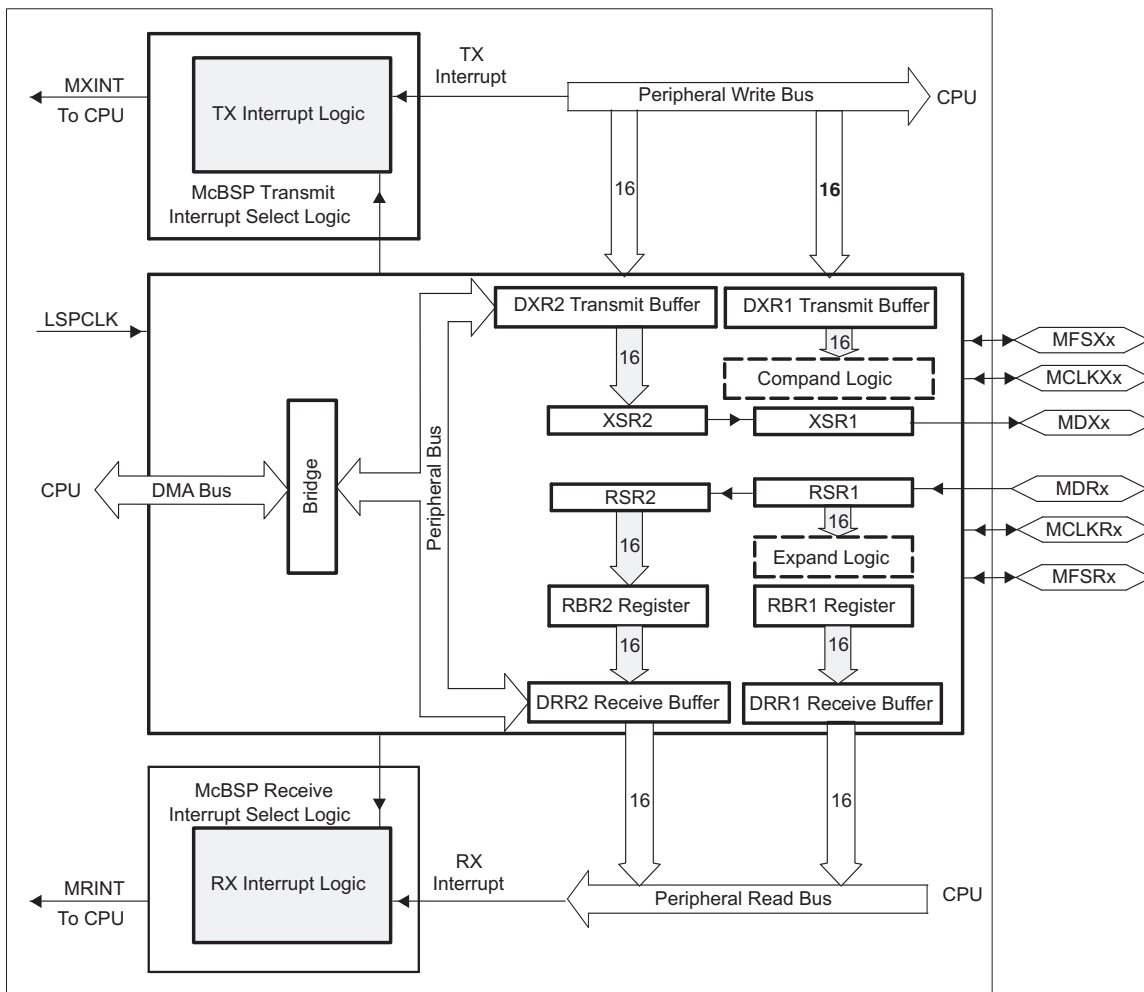 TX
Interrupt
MXINT
To CPU
TX Interrupt Logic
Peripheral Write Bus
CPU
McBSP Transmit
Interrupt Select Logic
16
16
LSPCLK
DXR2 Transmit Buffer
DXR1 Transmit Buffer
16
16
Compand Logic
MFSXx
MCLKXx
XSR2
XSR1
MDXx
CPU
DMA Bus
Bridge
Peripheral Bus
RSR2
RSR1
MDRx
16
16
Expand Logic
MCLKRx
MFSRx
RBR2 Register
RBR1 Register
16
16
DRR2 Receive Buffer
DRR1 Receive Buffer
McBSP Receive
Interrupt Select Logic
16
16
RX Interrupt Logic
RX
Interrupt
MRINT
To CPU
Peripheral Read Bus
CPU